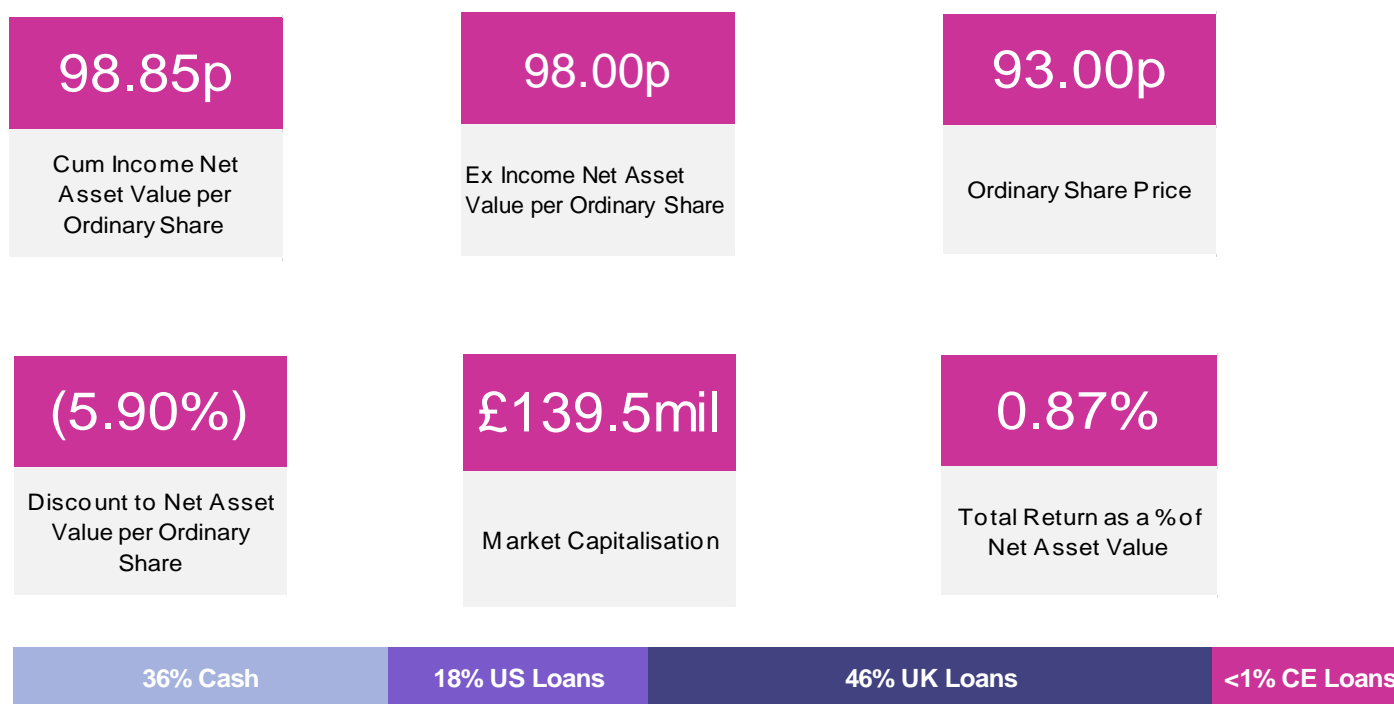 98.85p
Cum Income Net
Asset Value per
Ordinary Share
98.00p
Ex Income Net Asset
Value per Ordinary Share
93.00p
Ordinary Share Price
(5.90%)
Discount to Net Asset
Value per Ordinary
Share
£139.5mil
Market Capitalisation
0.87%
Total Return as a % of
Net Asset Value
36% Cash
18% US Loans
46% UK Loans
<1% CE Loans